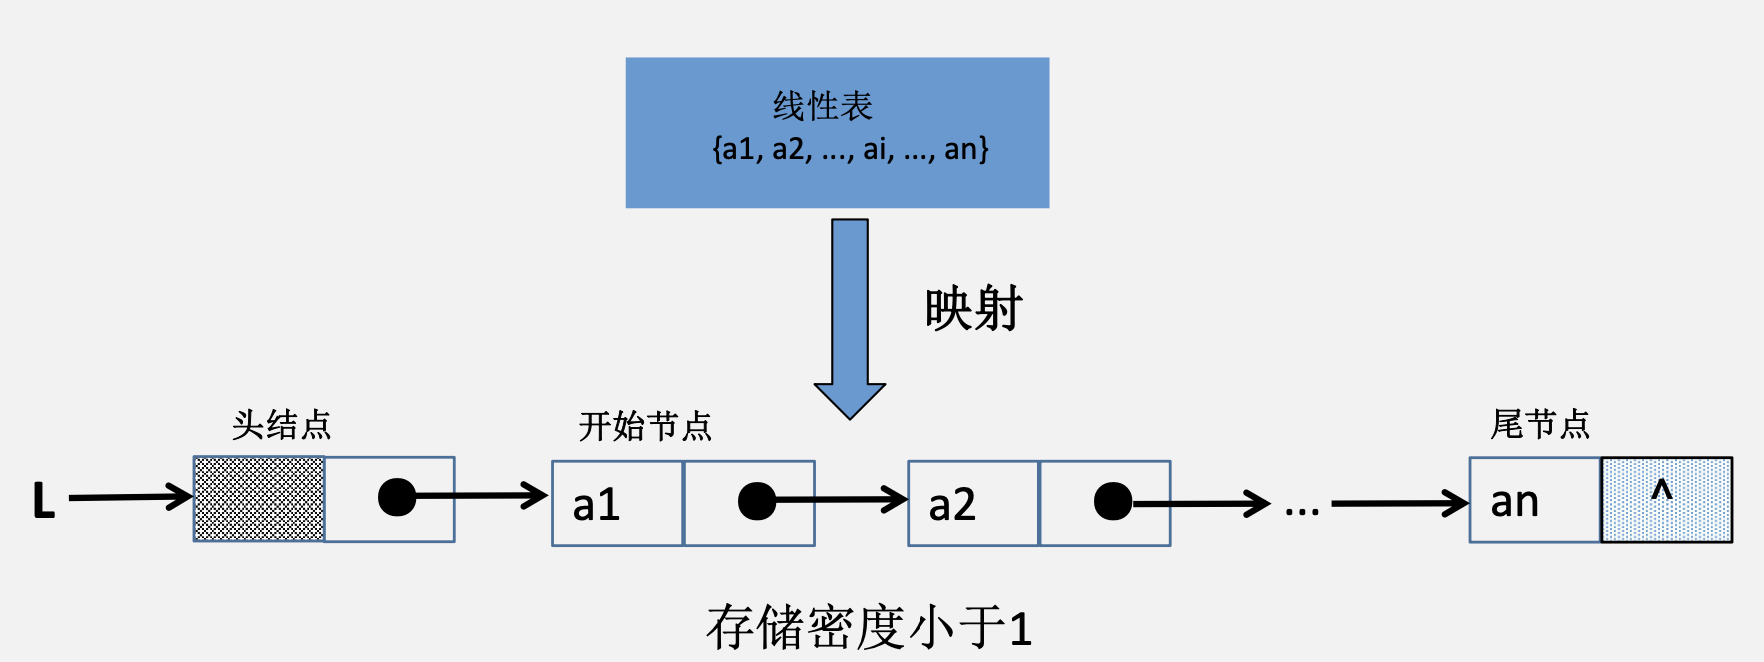 线性表
{a1, a2, ..., ai, ..., an}
映射
头结点
开始节点
尾节点
L
a1
a2
...
an
^
存储密度小于1